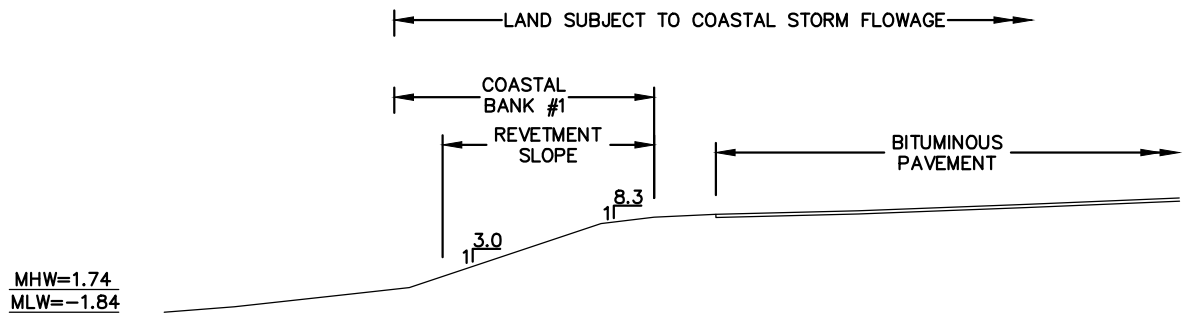 LAND SUBJECT TO COASTAL STORM FLOWAGE
COASTAL
BANK #1
REVETMENT
SLOPE
BITUMINOUS
PAVEMENT
8.3
1
3.0
1
MHW=1.74
MLW=-1.84